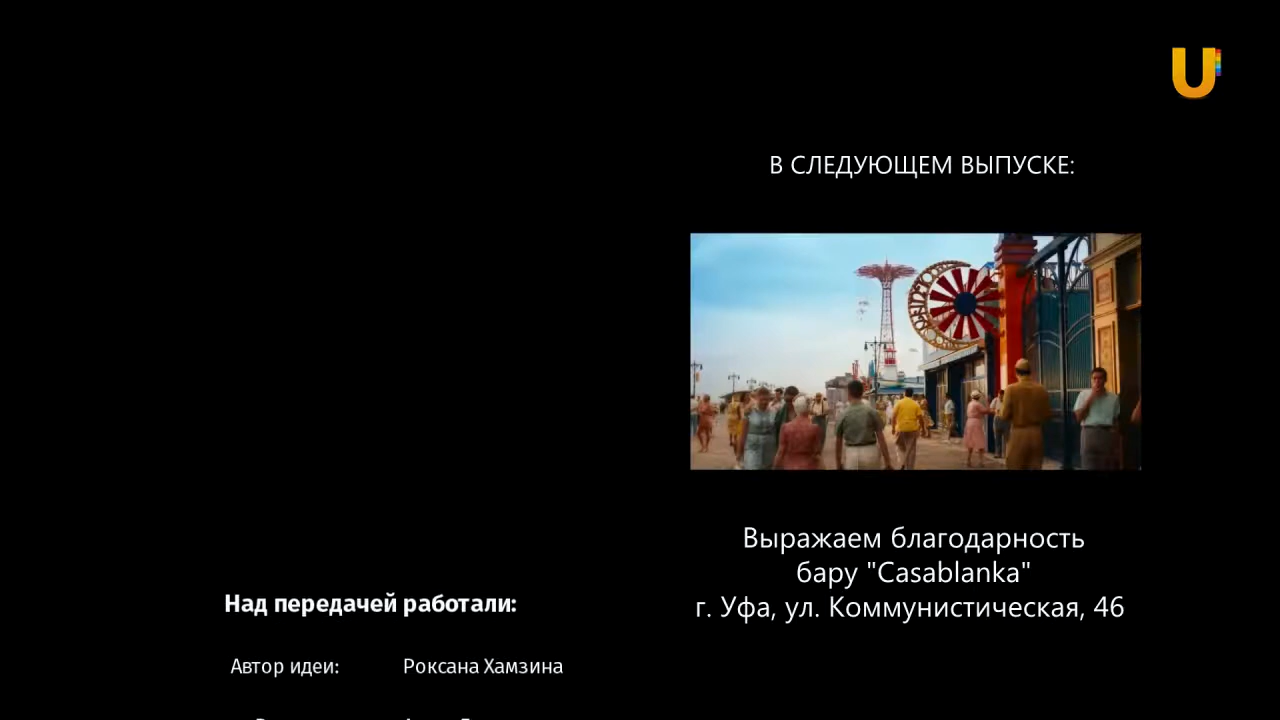 U
В СЛЕДУЮЩЕМ ВЫПУСКЕ:
Выражаем благодарность
бару "Casablanka"
г. Уфа, ул. Коммунистическая, 46
Над передачей работали:
Автор идеи: Роксана Хамзина